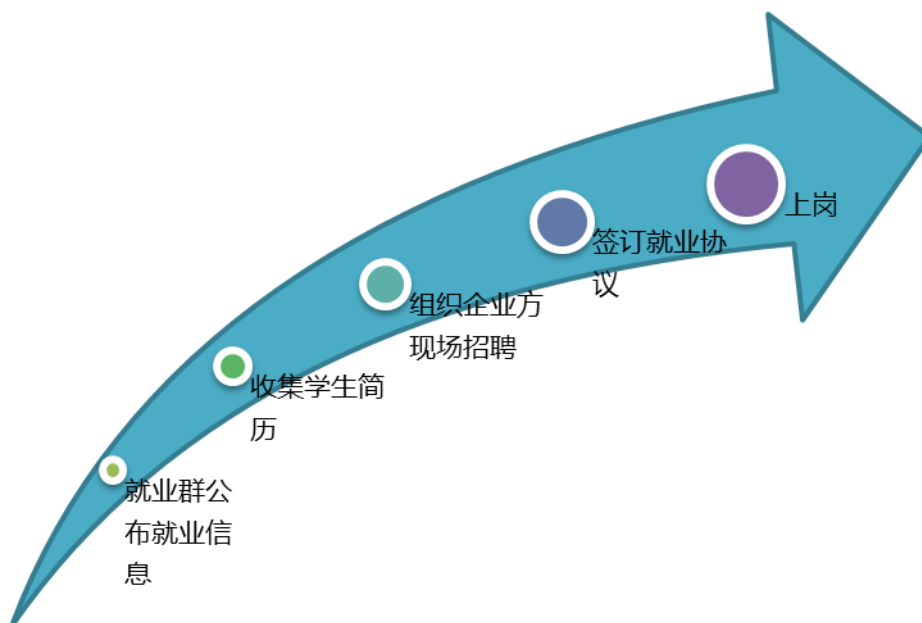 上岗
签订就业协
议
组织企业方
现场招聘
收集学生简
历
就业群公
布就业信
息